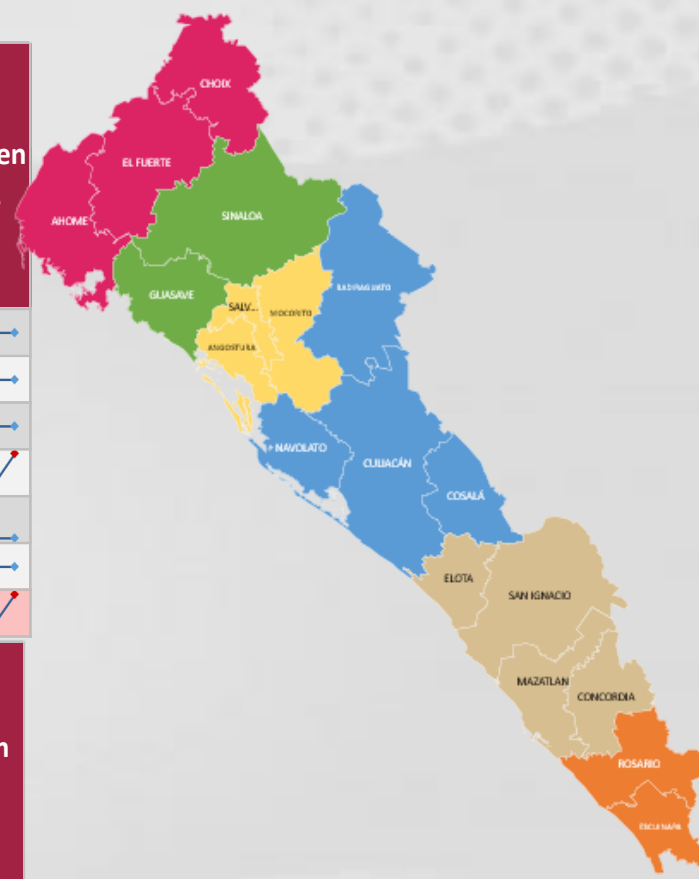 en
CHOIX
EL FUERTE
SINALOA
AHOME
BADIRAGUATO
GUASAVE
SALV...
MOCORITO
ANGOSTURA
NAVOLATO
CULIACÁN
COSALÁ
ELOTA
SAN IGNACIO
MAZATLAN
CONCORDIA
n
ROSARIO
ESCUINAPA